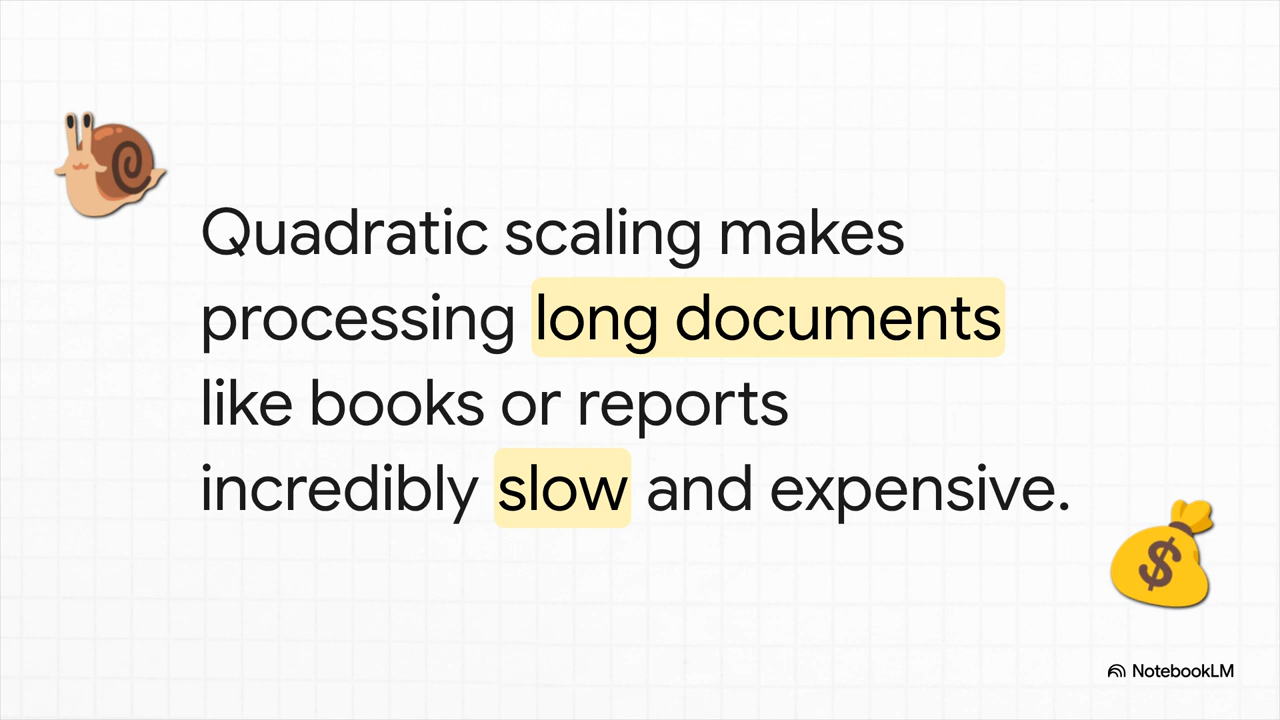 Quadratic scaling makes
processing long documents
like books or reports
incredibly slow and expensive.
$
NotebookLM